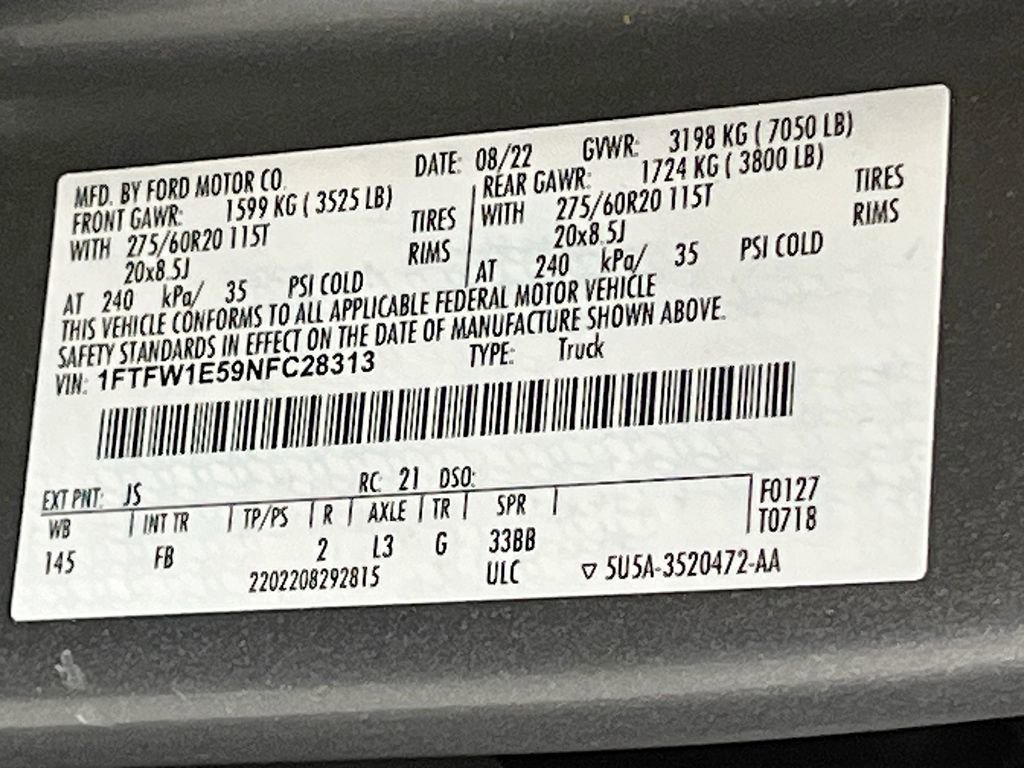 MFD. BY FORD MOTOR CO. DATE: 08/22 GVWR: 3198 KG ( 7050 LB)
FRONT GAWR: 1599 KG ( 3525 LB) REAR GAWR: 1724 KG ( 3800 LB)
WITH 275/60R20 115T TIRES WITH 275/60R20 115T TIRES
20x8.5J RIMS 20x8.5J RIMS
AT 240 kPa/ 35 PSI COLD AT 240 kPa/ 35 PSI COLD
THIS VEHICLE CONFORMS TO ALL APPLICABLE FEDERAL MOTOR VEHICLE
SAFETY STANDARDS IN EFFECT ON THE DATE OF MANUFACTURE SHOWN ABOVE.
VIN: 1FTFW1E59NFC28313 TYPE: Truck
EXT PNT: JS RC: 21 DSO:
WB INT TR TP/PS R AXLE TR SPR F0127
145 FB 2 L3 G 33BB T0718
2202208292815 ULC ▽ 5U5A-3520472-AA